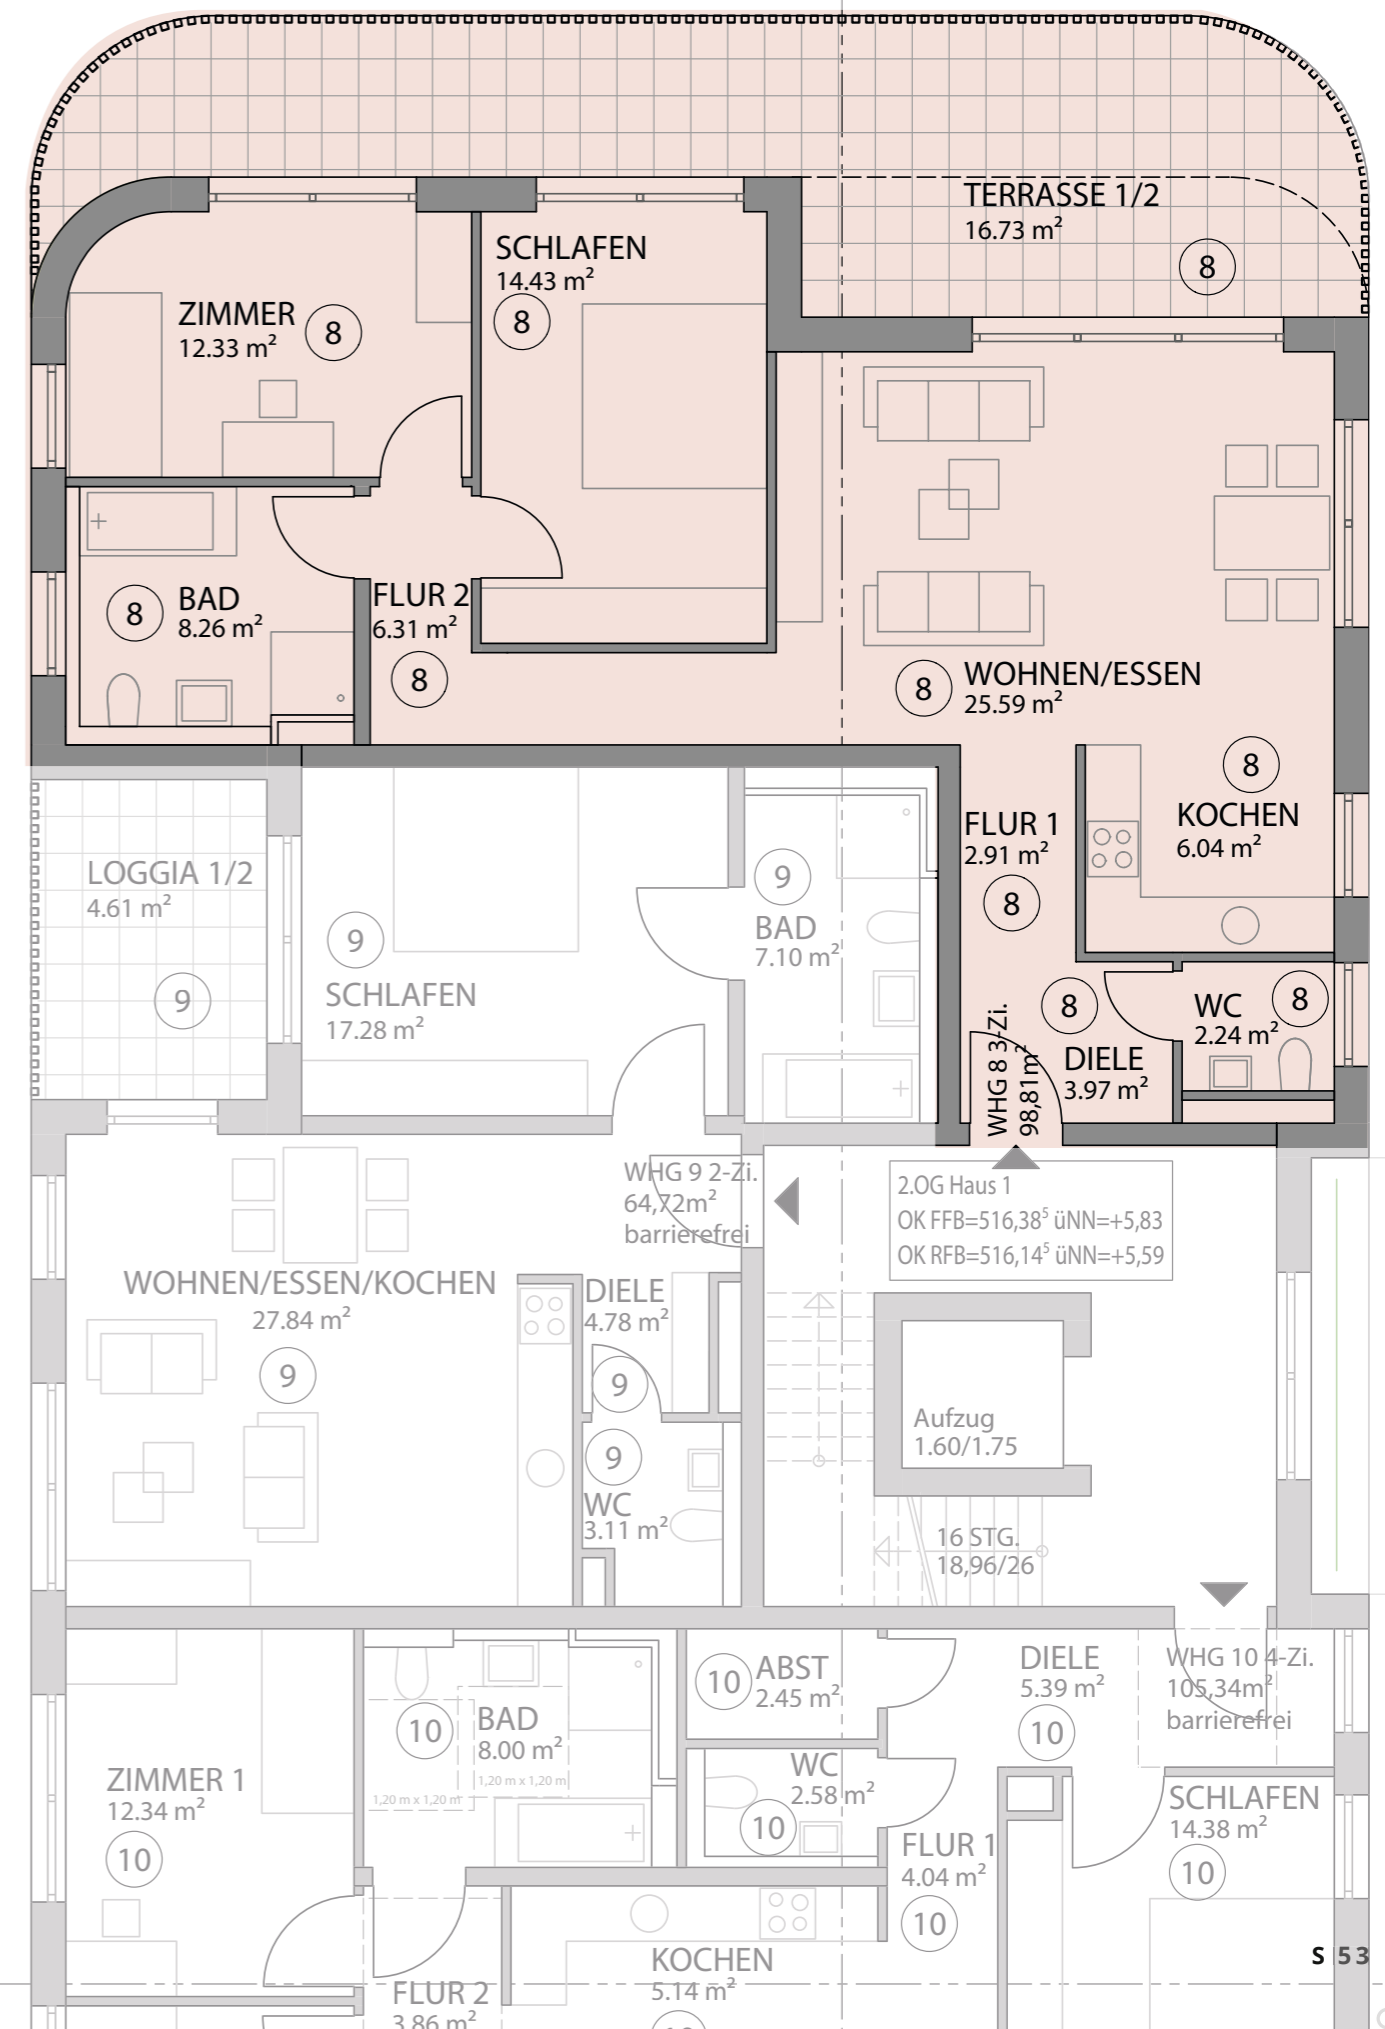 TERRASSE 1/2
16.73 m²
8
SCHLAFEN
14.43 m²
8
ZIMMER
12.33 m²
8
8
BAD
8.26 m²
FLUR 2
6.31 m²
8
8
WOHNEN/ESSEN
25.59 m²
8
KOCHEN
6.04 m²
FLUR 1
2.91 m²
8
8
DIELE
3.97 m²
WC
2.24 m²
8
WHG 8 3-Zi.
98,81m²
LOGGIA 1/2
4.61 m²
9
9
SCHLAFEN
17.28 m²
9
BAD
7.10 m²
WHG 9 2-Zi.
64,72m²
barrierefrei
2.OG Haus 1
OK FFB=516,38⁵ üNN=+5,83
OK RFB=516,14⁵ üNN=+5,59
WOHNEN/ESSEN/KOCHEN
27.84 m²
9
DIELE
4.78 m²
9
9
WC
3.11 m²
Aufzug
1.60/1.75
16 STG.
18,96/26
10
ABST
2.45 m²
DIELE
5.39 m²
10
WHG 10 4-Zi.
105,34m²
barrierefrei
10
BAD
8.00 m²
1,20 m x 1,20 m
1,20 m x 1,20 m
WC
2.58 m²
10
ZIMMER 1
12.34 m²
10
SCHLAFEN
14.38 m²
10
FLUR 1
4.04 m²
10
KOCHEN
5.14 m²
FLUR 2
3.86 m²
S 53